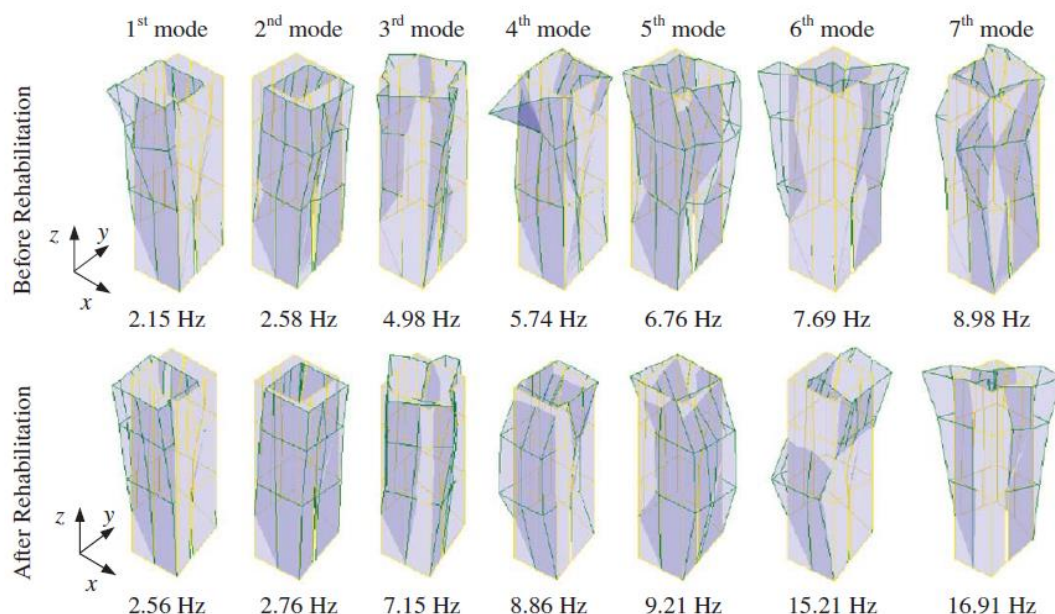 1st mode 2nd mode 3rd mode 4th mode 5th mode 6th mode 7th mode
Before Rehabilitation
z
y
x
2.15 Hz 2.58 Hz 4.98 Hz 5.74 Hz 6.76 Hz 7.69 Hz 8.98 Hz
After Rehabilitation
z
y
x
2.56 Hz 2.76 Hz 7.15 Hz 8.86 Hz 9.21 Hz 15.21 Hz 16.91 Hz